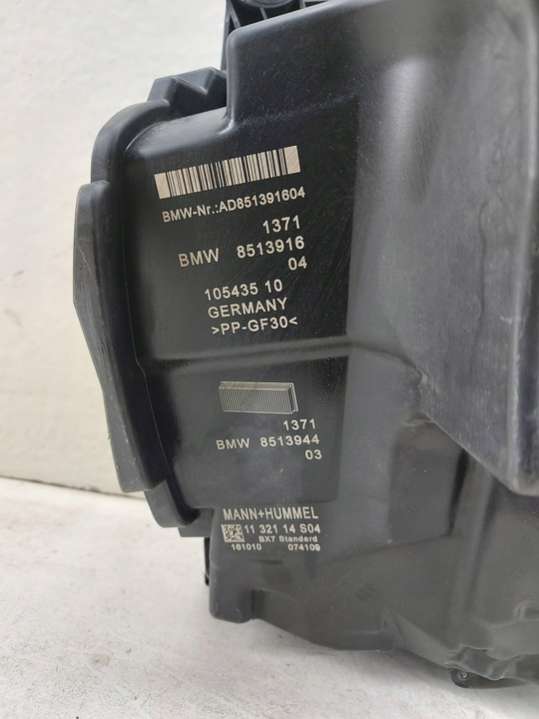 BMW-Nr.:AD851391604
1371
BMW 8513916
04
105435 10
GERMANY
>PP-GF30<
1371
BMW 8513944
03
MANN+HUMMEL
11 321 14 S04
BX7 Standard
161010 074109